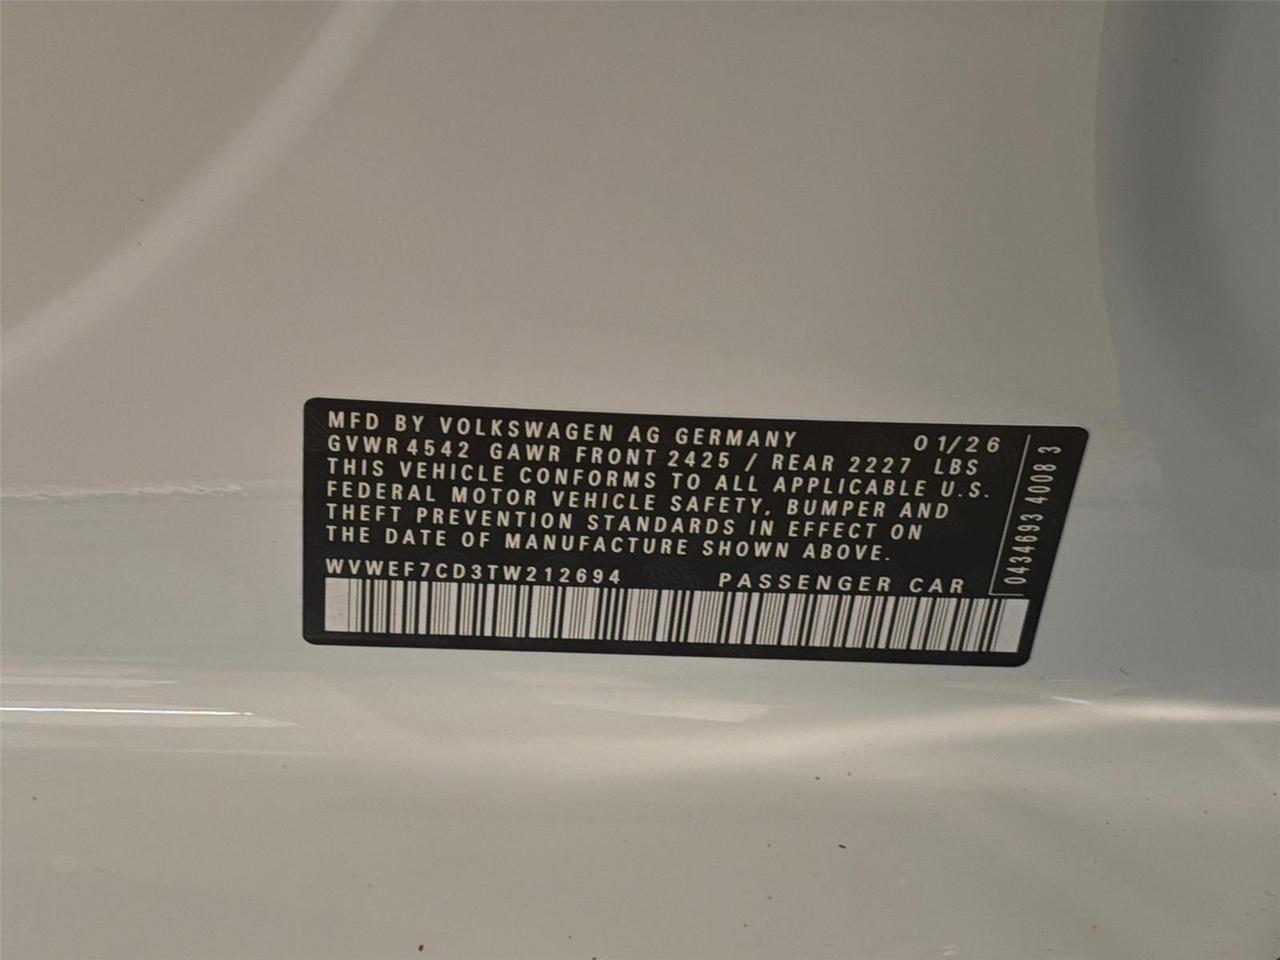 MFD BY VOLKSWAGEN AG GERMANY 01/26
GVWR 4542 GAWR FRONT 2425 / REAR 2227 LBS
THIS VEHICLE CONFORMS TO ALL APPLICABLE U.S.
FEDERAL MOTOR VEHICLE SAFETY, BUMPER AND
THEFT PREVENTION STANDARDS IN EFFECT ON
THE DATE OF MANUFACTURE SHOWN ABOVE.
WVWEF7CD3TW212694 PASSENGER CAR
0434693 4008 3